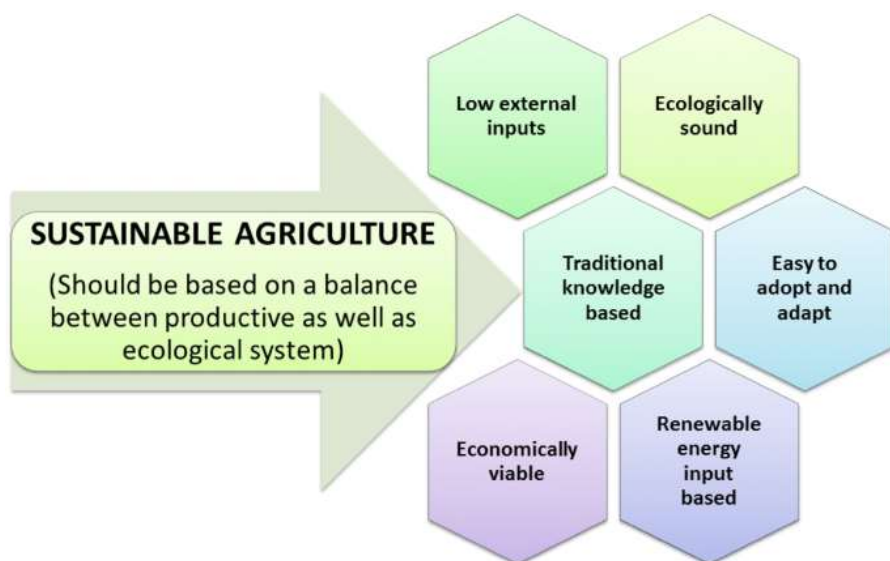 SUSTAINABLE AGRICULTURE
(Should be based on a balance
between productive as well as
ecological system)
Low external
inputs
Ecologically
sound
Traditional
knowledge
based
Easy to
adopt and
adapt
Economically
viable
Renewable
energy
input
based